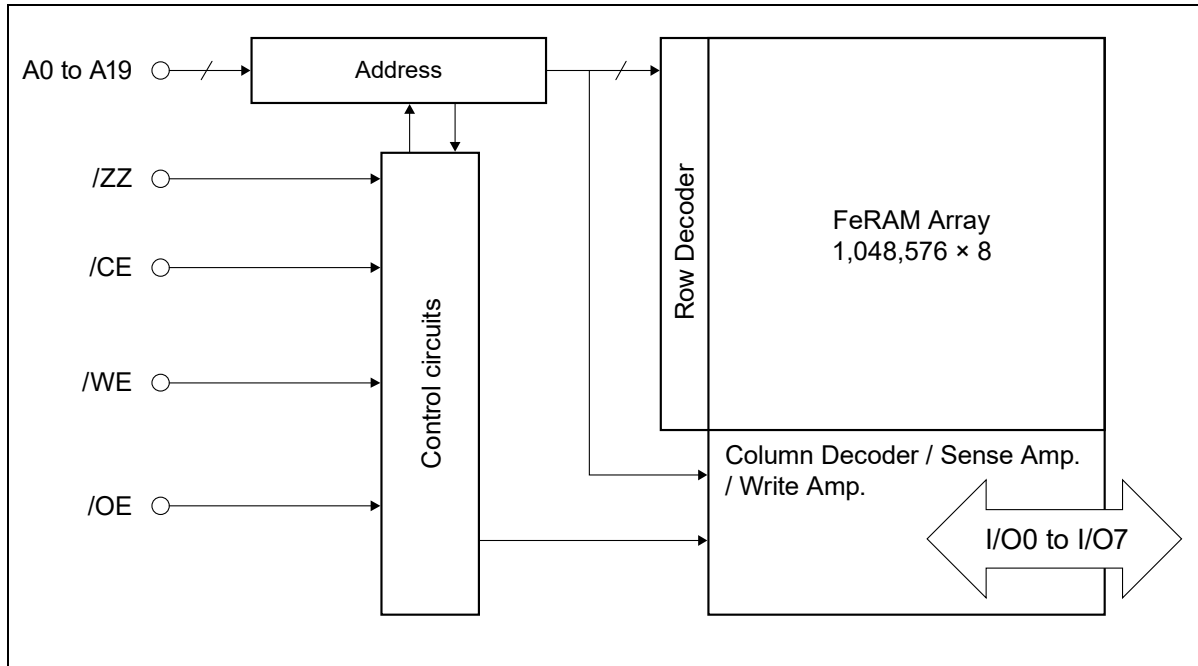 A0 to A19
Address
/ZZ
/CE
/WE
/OE
Control circuits
Row Decoder
FeRAM Array
1,048,576 × 8
Column Decoder / Sense Amp.
/ Write Amp.
I/O0 to I/O7